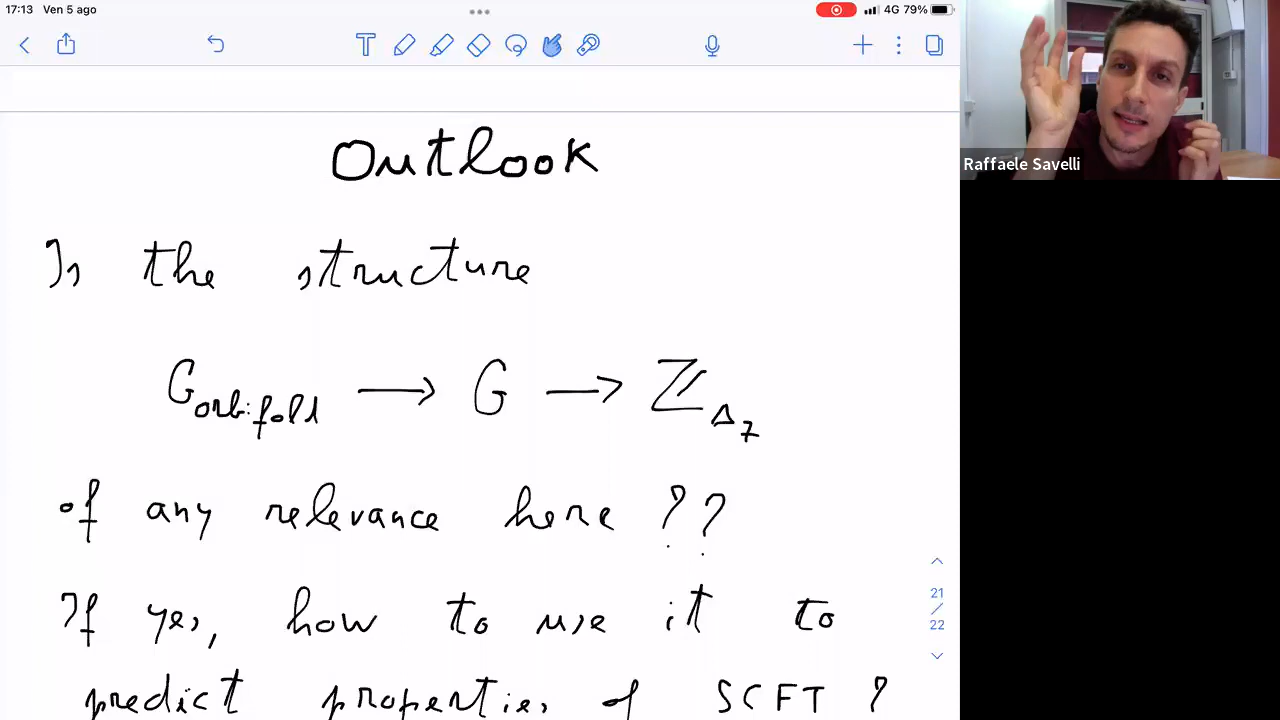 17:13 Ven 5 ago
4G 79%
Raffaele Savelli
Outlook
Is the structure
G_orbifold → G → ℤ_Δ_7
of any relevance here ??
If yes, how to use it to
predict properties of SCFT ?
21
/
22